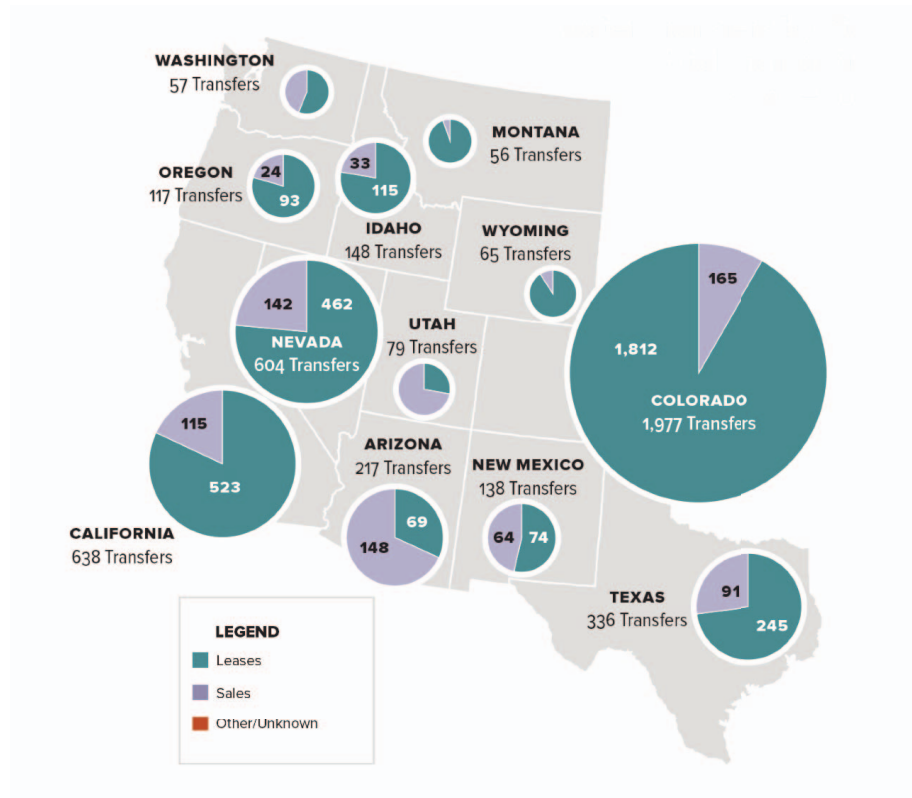 WASHINGTON
57 Transfers
MONTANA
56 Transfers
OREGON
117 Transfers
24
93
33
115
IDAHO
148 Transfers
WYOMING
65 Transfers
142
462
NEVADA
604 Transfers
UTAH
79 Transfers
165
1,812
COLORADO
1,977 Transfers
115
523
CALIFORNIA
638 Transfers
ARIZONA
217 Transfers
69
148
NEW MEXICO
138 Transfers
64
74
TEXAS
336 Transfers
91
245
LEGEND
Leases
Sales
Other/Unknown